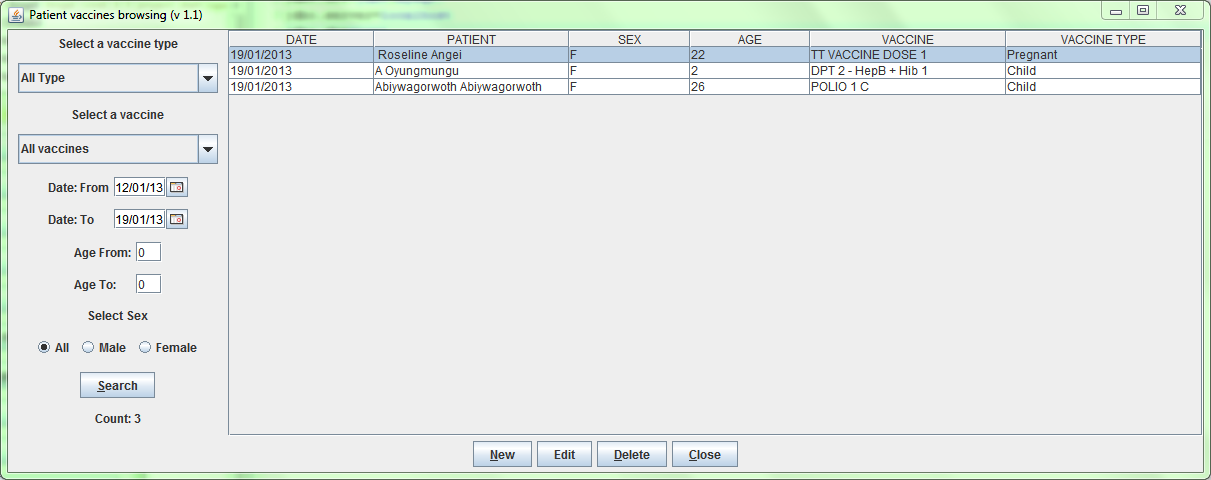 Patient vaccines browsing (v 1.1)
Select a vaccine type
All Type
Select a vaccine
All vaccines
Date: From 12/01/13
Date: To 19/01/13
Age From: 0
Age To: 0
Select Sex
All Male Female
Search
Count: 3
DATE PATIENT SEX AGE VACCINE VACCINE TYPE
19/01/2013 Roseline Angei F 22 TT VACCINE DOSE 1 Pregnant
19/01/2013 A Oyungmungu F 2 DPT 2 - HepB + Hib 1 Child
19/01/2013 Abiywagorwoth Abiywagorwoth F 26 POLIO 1 C Child
New Edit Delete Close